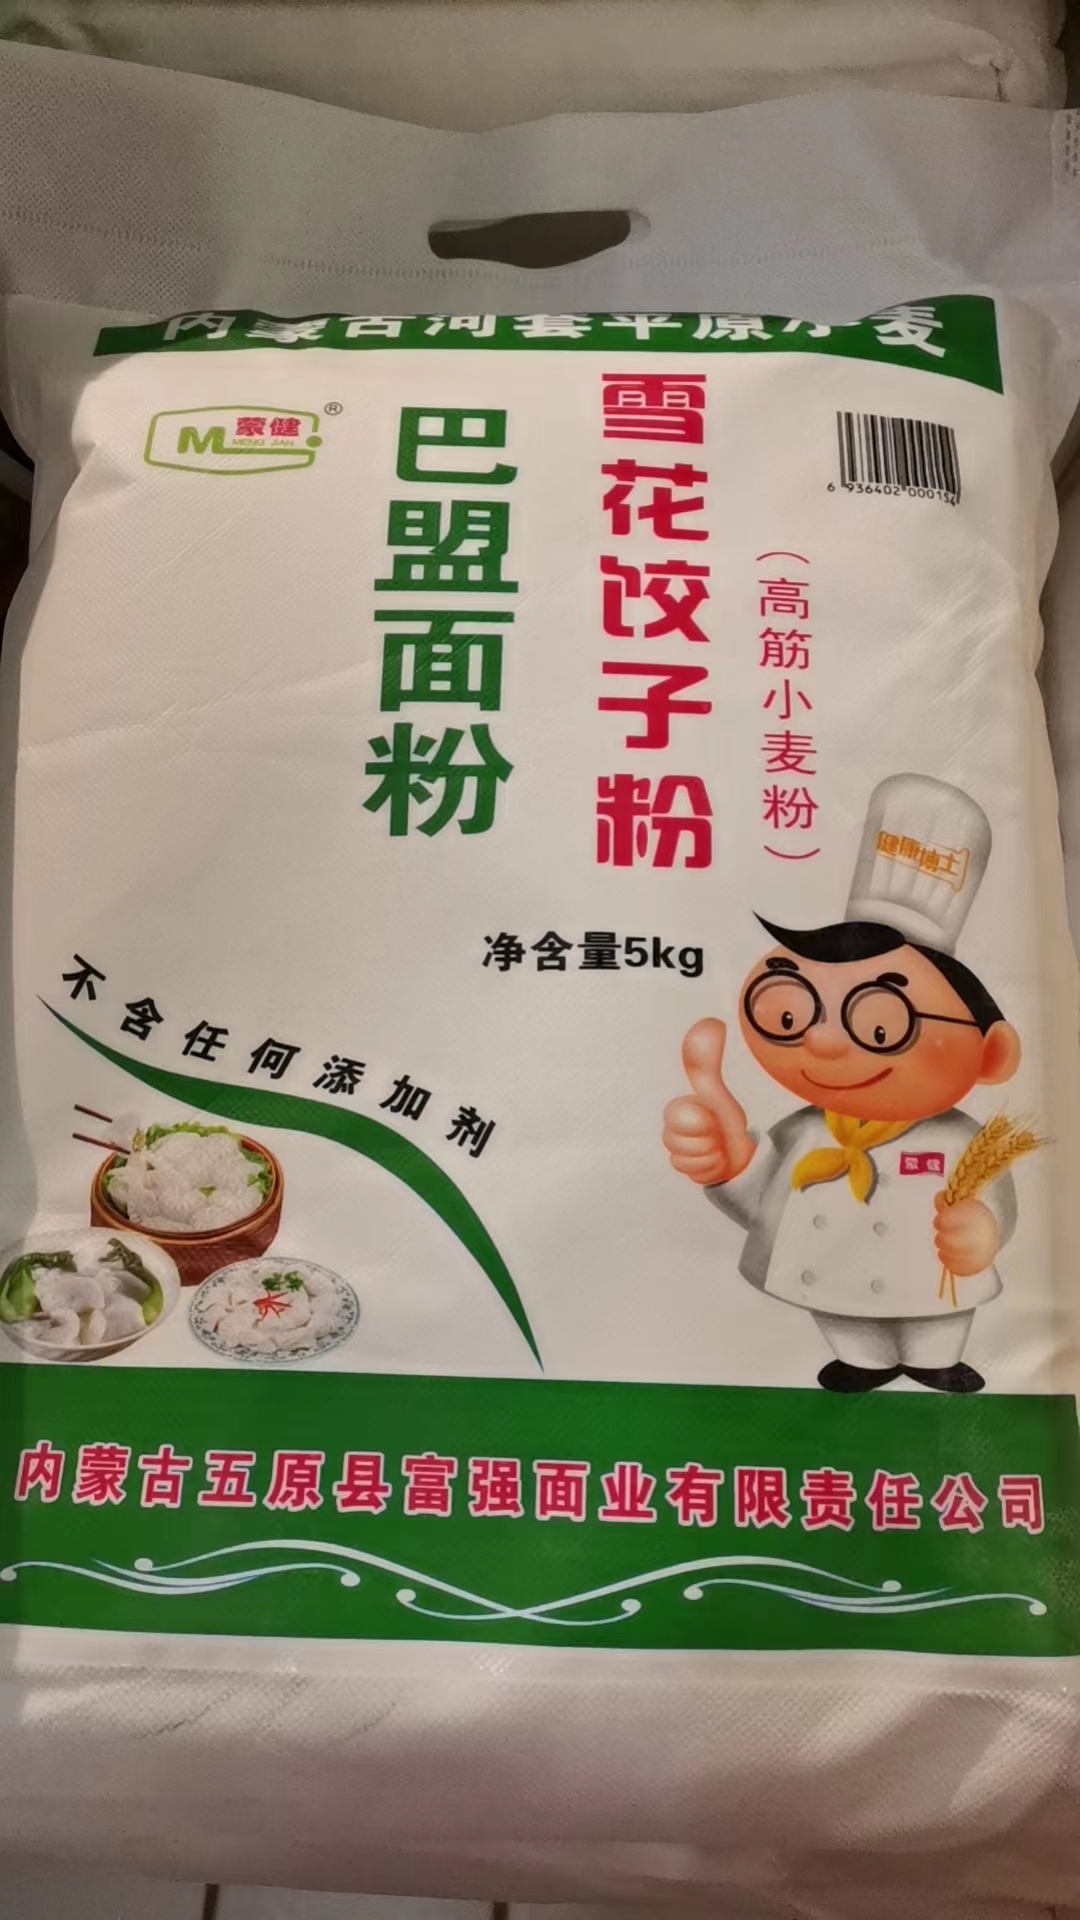 内蒙古河套平原小麦
蒙健®
MENG JIAN
巴盟面粉
雪花饺子粉
（高筋小麦粉）
6 936402 000154
健康博士
净含量5kg
不含任何添加剂
蒙健
内蒙古五原县富强面业有限责任公司